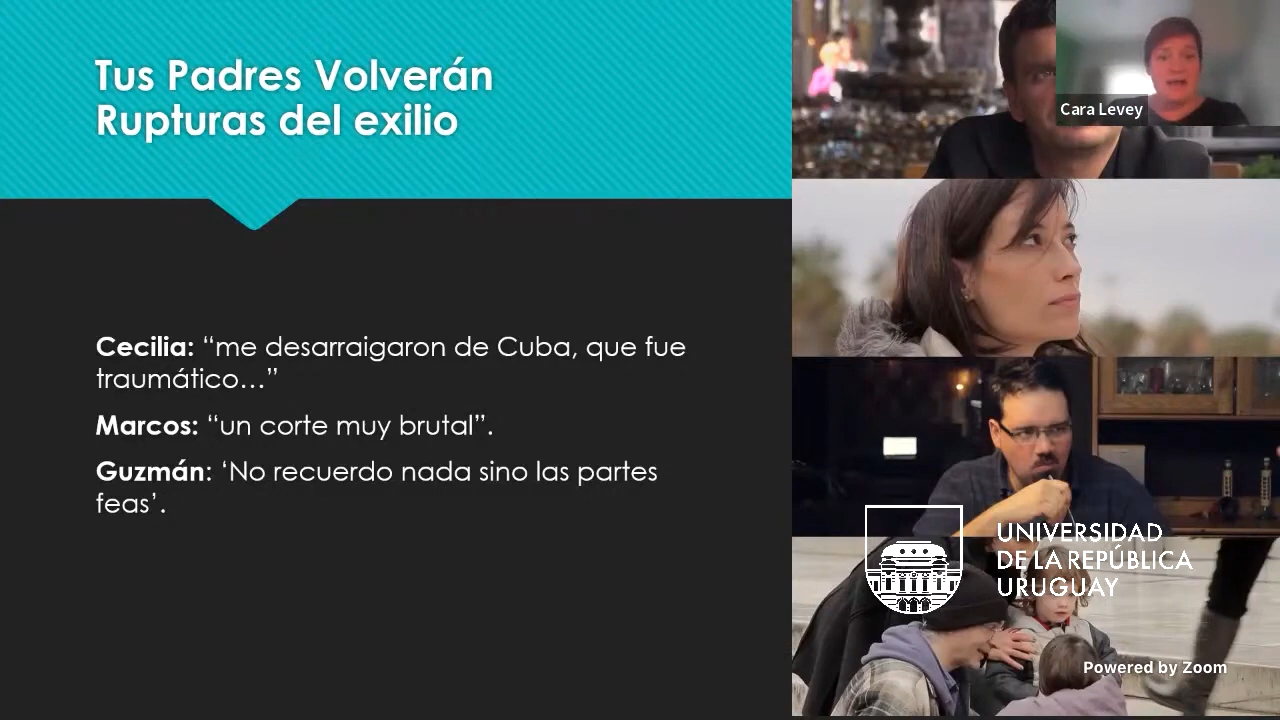 Tus Padres Volverán
Rupturas del exilio
Cecilia: “me desarraigaron de Cuba, que fue
traumático…”
Marcos: “un corte muy brutal”.
Guzmán: ‘No recuerdo nada sino las partes
feas’.
Cara Levey
UNIVERSIDAD
DE LA REPÚBLICA
URUGUAY
Powered by Zoom